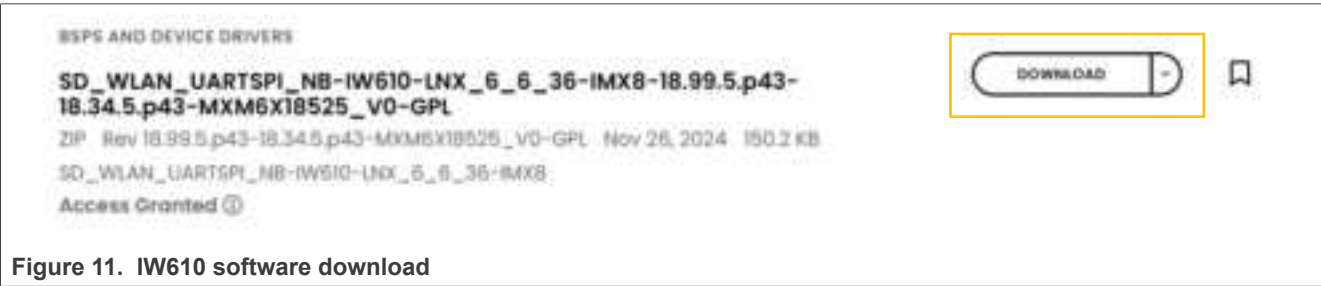 BSPS AND DEVICE DRIVERS
SD_WLAN_UARTSPI_NB-IW610-LNX_6_6_36-IMX8-18.99.5.p43-
18.34.5.p43-MXM6X18525_V0-GPL
DOWNLOAD
ZIP Rev 18.99.5.p43-18.34.5.p43-MXM6X18525_V0-GPL Nov 26, 2024 150.2 KB
SD_WLAN_UARTSPI_NB-IW610-LNX_6_6_36-IMX8
Access Granted
Figure 11. IW610 software download